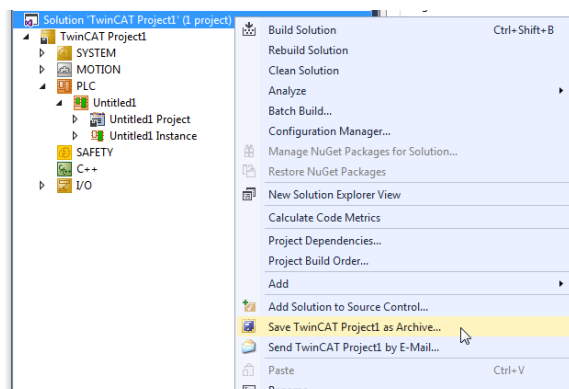 Solution 'TwinCAT Project1' (1 project)
TwinCAT Project1
SYSTEM
MOTION
PLC
Untitled1
Untitled1 Project
Untitled1 Instance
SAFETY
C++
I/O
Build Solution Ctrl+Shift+B
Rebuild Solution
Clean Solution
Analyze
Batch Build...
Configuration Manager...
Manage NuGet Packages for Solution...
Restore NuGet Packages
New Solution Explorer View
Calculate Code Metrics
Project Dependencies...
Project Build Order...
Add
Add Solution to Source Control...
Save TwinCAT Project1 as Archive...
Send TwinCAT Project1 by E-Mail...
Paste Ctrl+V